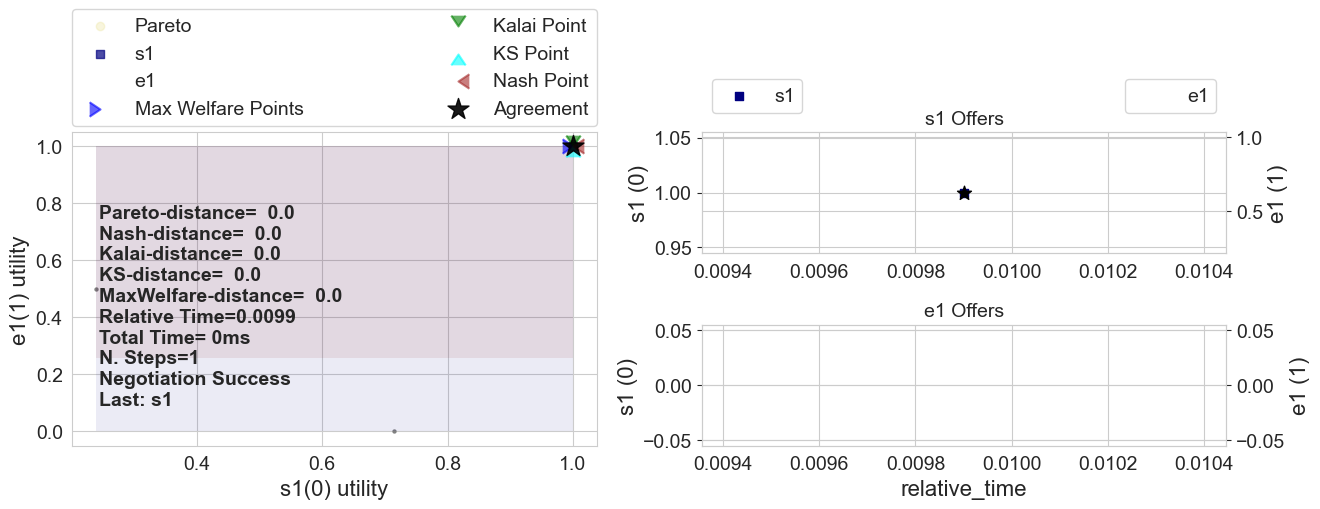 Pareto
s1
e1
Max Welfare Points
Kalai Point
KS Point
Nash Point
Agreement
1.0
0.8
0.6
0.4
0.2
0.0
e1(1) utility
Pareto-distance=  0.0
Nash-distance=  0.0
Kalai-distance=  0.0
KS-distance=  0.0
MaxWelfare-distance=  0.0
Relative Time=0.0099
Total Time= 0ms
N. Steps=1
Negotiation Success
Last: s1
0.4 0.6 0.8 1.0
s1(0) utility
s1
e1
s1 Offers
1.05
1.00
0.95
s1 (0)
1.0
0.5
e1 (1)
0.0094 0.0096 0.0098 0.0100 0.0102 0.0104
e1 Offers
0.05
0.00
−0.05
s1 (0)
0.05
0.00
−0.05
e1 (1)
0.0094 0.0096 0.0098 0.0100 0.0102 0.0104
relative_time